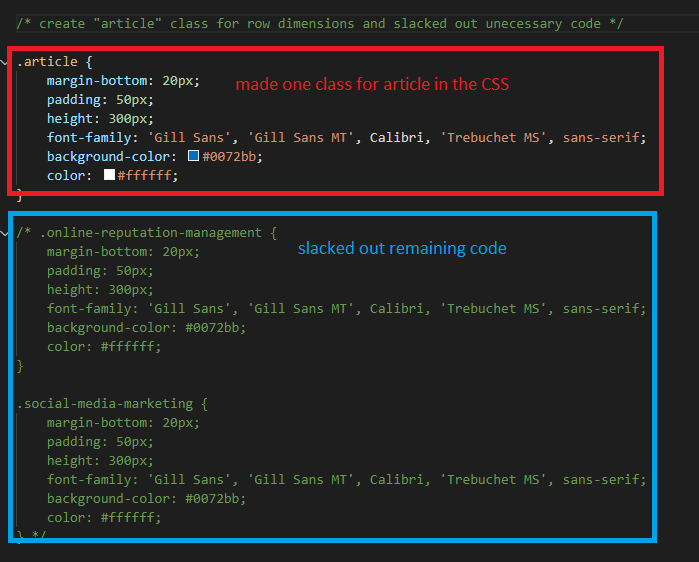 /* create "article" class for row dimensions and slacked out unecessary code */
.article {
margin-bottom: 20px;
made one class for article in the CSS
padding: 50px;
height: 300px;
font-family: 'Gill Sans', 'Gill Sans MT', Calibri, 'Trebuchet MS', sans-serif;
background-color: #0072bb;
color: #ffffff;
}
/* .online-reputation-management {
slacked out remaining code
margin-bottom: 20px;
padding: 50px;
height: 300px;
font-family: 'Gill Sans', 'Gill Sans MT', Calibri, 'Trebuchet MS', sans-serif;
background-color: #0072bb;
color: #ffffff;
}
.social-media-marketing {
margin-bottom: 20px;
padding: 50px;
height: 300px;
font-family: 'Gill Sans', 'Gill Sans MT', Calibri, 'Trebuchet MS', sans-serif;
background-color: #0072bb;
color: #ffffff;
} */